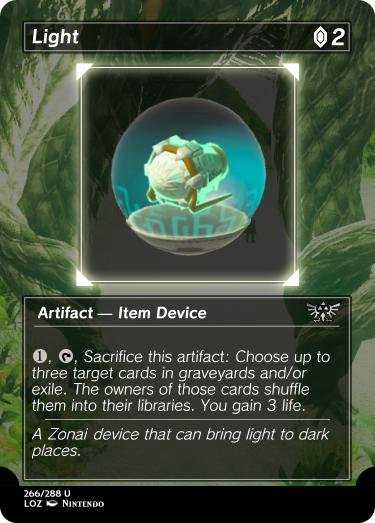 Light 2
Artifact — Item Device
1, , Sacrifice this artifact: Choose up to
three target cards in graveyards and/or
exile. The owners of those cards shuffle
them into their libraries. You gain 3 life.
A Zonai device that can bring light to dark
places.
266/288 U
LOZ NINTENDO